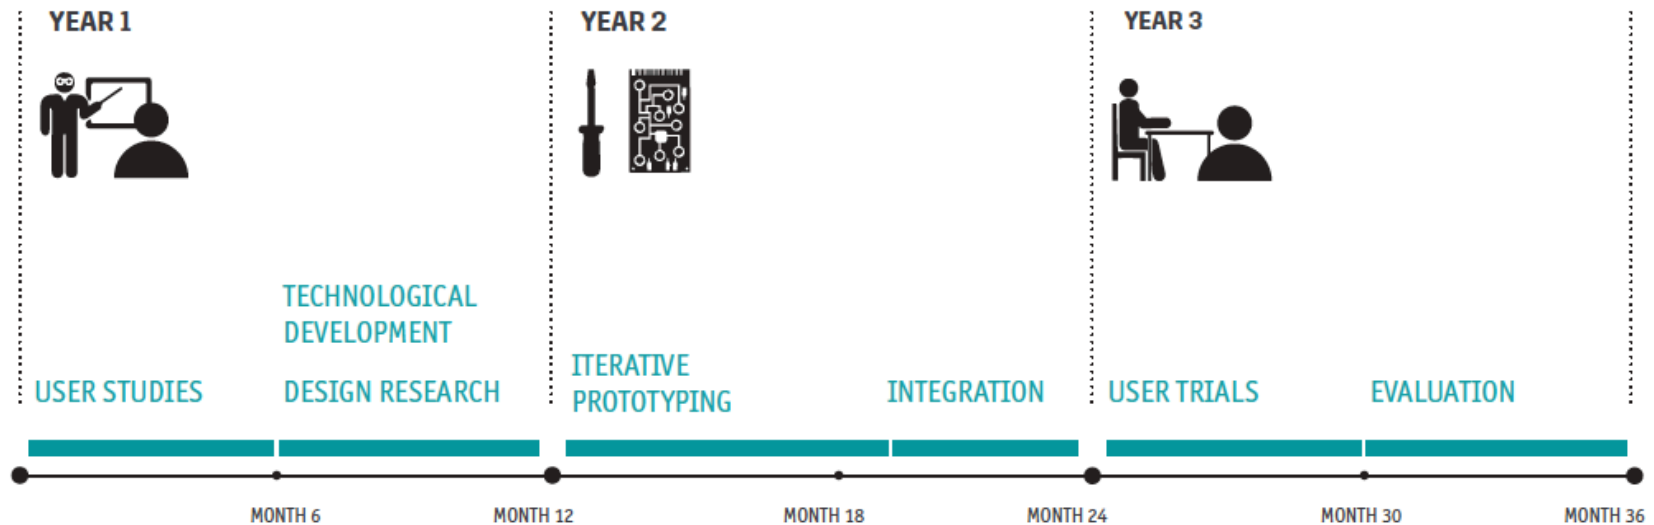 YEAR 1
YEAR 2
YEAR 3
TECHNOLOGICAL
DEVELOPMENT
USER STUDIES
DESIGN RESEARCH
ITERATIVE
PROTOTYPING
INTEGRATION
USER TRIALS
EVALUATION
MONTH 6
MONTH 12
MONTH 18
MONTH 24
MONTH 30
MONTH 36